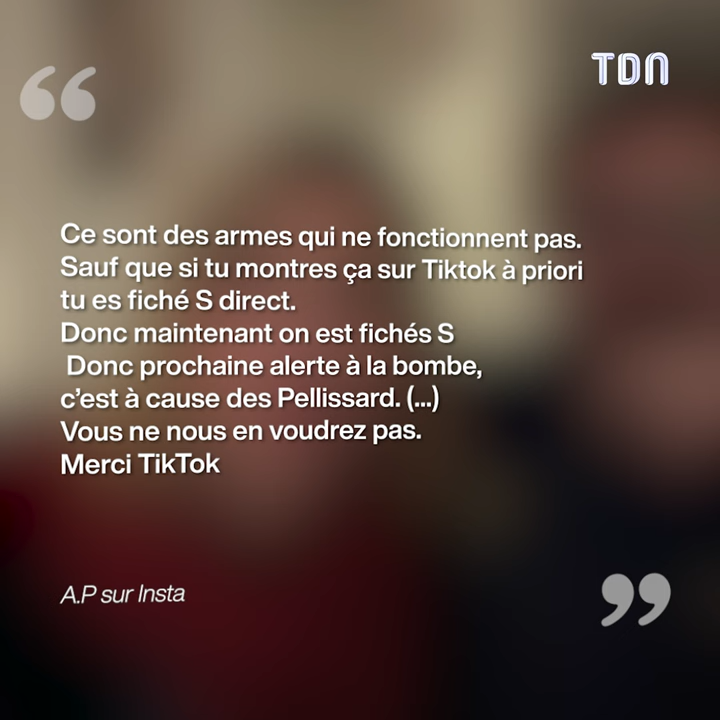 TDN
“
Ce sont des armes qui ne fonctionnent pas.
Sauf que si tu montres ça sur Tiktok à priori
tu es fiché S direct.
Donc maintenant on est fichés S
Donc prochaine alerte à la bombe,
c’est à cause des Pellissard. (...)
Vous ne nous en voudrez pas.
Merci TikTok
A.P sur Insta
”